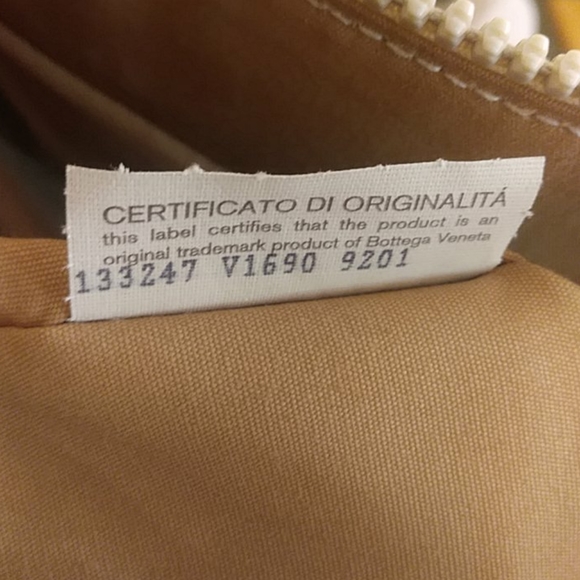 CERTIFICATO DI ORIGINALITÁ
this label certifies that the product is an
original trademark product of Bottega Veneta
133247 V1690 9201